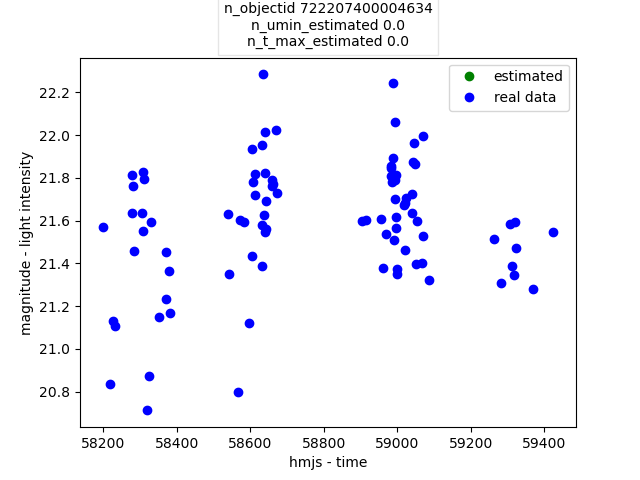 n_objectid 722207400004634
n_umin_estimated 0.0
n_t_max_estimated 0.0
estimated
real data
magnitude - light intensity
22.2
22.0
21.8
21.6
21.4
21.2
21.0
20.8
58200 58400 58600 58800 59000 59200 59400
hmjs - time